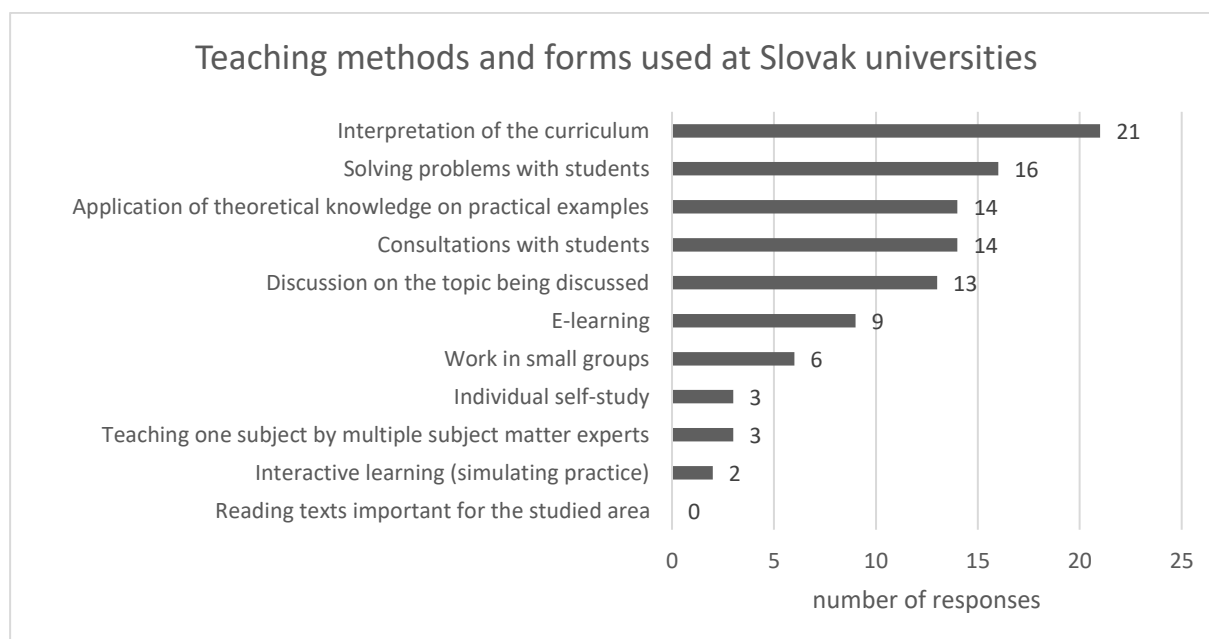 Teaching methods and forms used at Slovak universities
Interpretation of the curriculum 21
Solving problems with students 16
Application of theoretical knowledge on practical examples 14
Consultations with students 14
Discussion on the topic being discussed 13
E-learning 9
Work in small groups 6
Individual self-study 3
Teaching one subject by multiple subject matter experts 3
Interactive learning (simulating practice) 2
Reading texts important for the studied area 0
0 5 10 15 20 25
number of responses